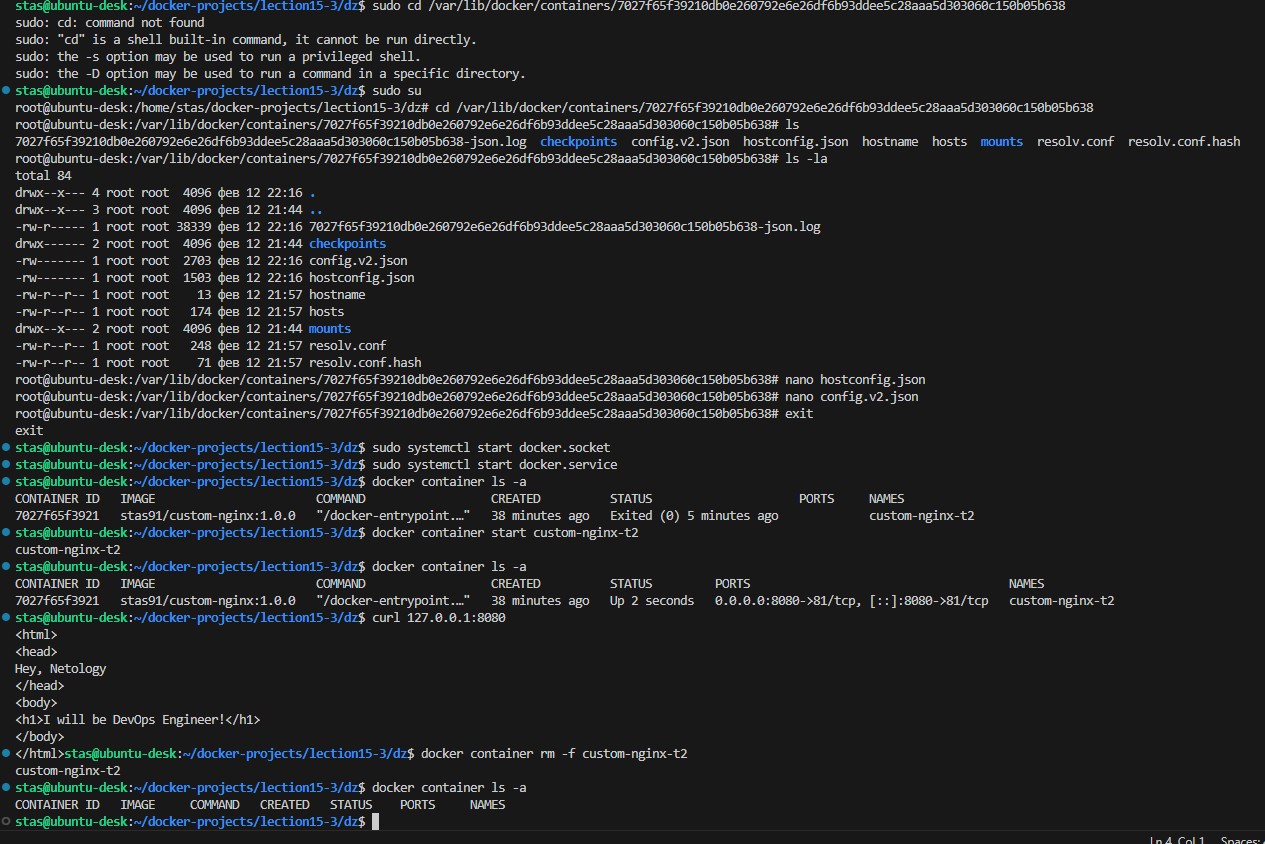 stas@ubuntu-desk:~/docker-projects/lection15-3/dz$ sudo cd /var/lib/docker/containers/7027f65f39210db0e260792e6e26df6b93ddee5c28aaa5d303060c150b05b638
sudo: cd: command not found
sudo: "cd" is a shell built-in command, it cannot be run directly.
sudo: the -s option may be used to run a privileged shell.
sudo: the -D option may be used to run a command in a specific directory.
stas@ubuntu-desk:~/docker-projects/lection15-3/dz$ sudo su
root@ubuntu-desk:/home/stas/docker-projects/lection15-3/dz# cd /var/lib/docker/containers/7027f65f39210db0e260792e6e26df6b93ddee5c28aaa5d303060c150b05b638
root@ubuntu-desk:/var/lib/docker/containers/7027f65f39210db0e260792e6e26df6b93ddee5c28aaa5d303060c150b05b638# ls
7027f65f39210db0e260792e6e26df6b93ddee5c28aaa5d303060c150b05b638-json.log  checkpoints  config.v2.json  hostconfig.json  hostname  hosts  mounts  resolv.conf  resolv.conf.hash
root@ubuntu-desk:/var/lib/docker/containers/7027f65f39210db0e260792e6e26df6b93ddee5c28aaa5d303060c150b05b638# ls -la
total 84
drwx--x--- 4 root root  4096 фев 12 22:16 .
drwx--x--- 3 root root  4096 фев 12 21:44 ..
-rw-r----- 1 root root 38339 фев 12 22:16 7027f65f39210db0e260792e6e26df6b93ddee5c28aaa5d303060c150b05b638-json.log
drwx------ 2 root root  4096 фев 12 21:44 checkpoints
-rw------- 1 root root  2703 фев 12 22:16 config.v2.json
-rw------- 1 root root  1503 фев 12 22:16 hostconfig.json
-rw-r--r-- 1 root root    13 фев 12 21:57 hostname
-rw-r--r-- 1 root root   174 фев 12 21:57 hosts
drwx--x--- 2 root root  4096 фев 12 21:44 mounts
-rw-r--r-- 1 root root   248 фев 12 21:57 resolv.conf
-rw-r--r-- 1 root root    71 фев 12 21:57 resolv.conf.hash
root@ubuntu-desk:/var/lib/docker/containers/7027f65f39210db0e260792e6e26df6b93ddee5c28aaa5d303060c150b05b638# nano hostconfig.json
root@ubuntu-desk:/var/lib/docker/containers/7027f65f39210db0e260792e6e26df6b93ddee5c28aaa5d303060c150b05b638# nano config.v2.json
root@ubuntu-desk:/var/lib/docker/containers/7027f65f39210db0e260792e6e26df6b93ddee5c28aaa5d303060c150b05b638# exit
exit
stas@ubuntu-desk:~/docker-projects/lection15-3/dz$ sudo systemctl start docker.socket
stas@ubuntu-desk:~/docker-projects/lection15-3/dz$ sudo systemctl start docker.service
stas@ubuntu-desk:~/docker-projects/lection15-3/dz$ docker container ls -a
CONTAINER ID   IMAGE                       COMMAND                  CREATED          STATUS                     PORTS     NAMES
7027f65f3921   stas91/custom-nginx:1.0.0   "/docker-entrypoint.…"   38 minutes ago   Exited (0) 5 minutes ago             custom-nginx-t2
stas@ubuntu-desk:~/docker-projects/lection15-3/dz$ docker container start custom-nginx-t2
custom-nginx-t2
stas@ubuntu-desk:~/docker-projects/lection15-3/dz$ docker container ls -a
CONTAINER ID   IMAGE                       COMMAND                  CREATED          STATUS         PORTS                                     NAMES
7027f65f3921   stas91/custom-nginx:1.0.0   "/docker-entrypoint.…"   38 minutes ago   Up 2 seconds   0.0.0.0:8080->81/tcp, [::]:8080->81/tcp   custom-nginx-t2
stas@ubuntu-desk:~/docker-projects/lection15-3/dz$ curl 127.0.0.1:8080
<html>
<head>
Hey, Netology
</head>
<body>
<h1>I will be DevOps Engineer!</h1>
</body>
</html>stas@ubuntu-desk:~/docker-projects/lection15-3/dz$ docker container rm -f custom-nginx-t2
custom-nginx-t2
stas@ubuntu-desk:~/docker-projects/lection15-3/dz$ docker container ls -a
CONTAINER ID   IMAGE     COMMAND   CREATED   STATUS    PORTS     NAMES
stas@ubuntu-desk:~/docker-projects/lection15-3/dz$
Ln 4, Col 1   Spaces: